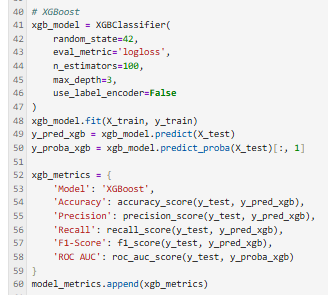 40 # XGBoost
41 xgb_model = XGBClassifier(
42     random_state=42,
43     eval_metric='logloss',
44     n_estimators=100,
45     max_depth=3,
46     use_label_encoder=False
47 )
48 xgb_model.fit(X_train, y_train)
49 y_pred_xgb = xgb_model.predict(X_test)
50 y_proba_xgb = xgb_model.predict_proba(X_test)[:, 1]
51
52 xgb_metrics = {
53     'Model': 'XGBoost',
54     'Accuracy': accuracy_score(y_test, y_pred_xgb),
55     'Precision': precision_score(y_test, y_pred_xgb),
56     'Recall': recall_score(y_test, y_pred_xgb),
57     'F1-Score': f1_score(y_test, y_pred_xgb),
58     'ROC AUC': roc_auc_score(y_test, y_proba_xgb)
59 }
60 model_metrics.append(xgb_metrics)